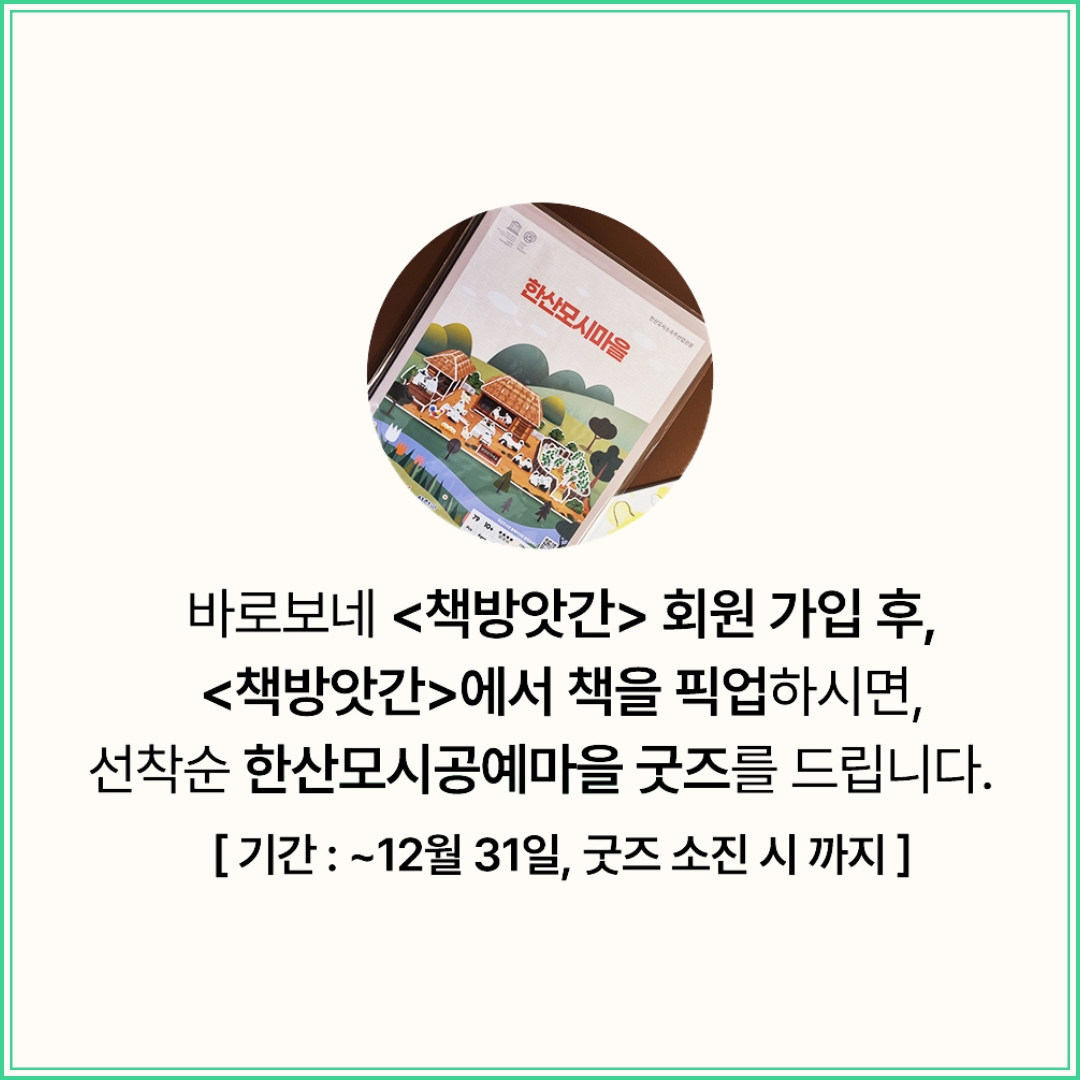 한산모시마을
79 10+
바로보네 <책방앗간> 회원 가입 후,
<책방앗간>에서 책을 픽업하시면,
선착순 한산모시공예마을 굿즈를 드립니다.
[ 기간 : ~12월 31일, 굿즈 소진 시 까지 ]